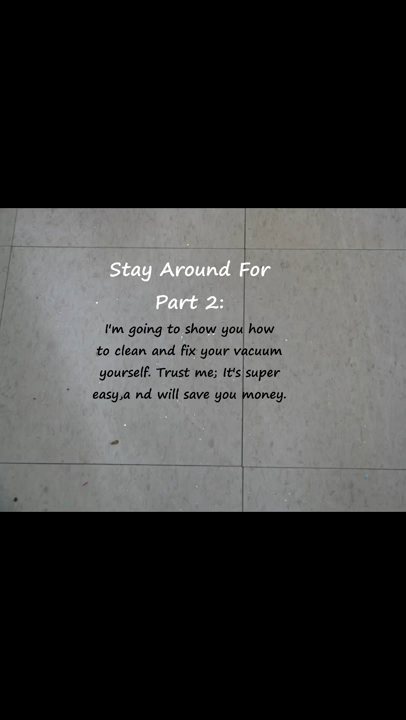 Stay Around For
Part 2:
I'm going to show you how
to clean and fix your vacuum
yourself. Trust me; It's super
easy,a nd will save you money.